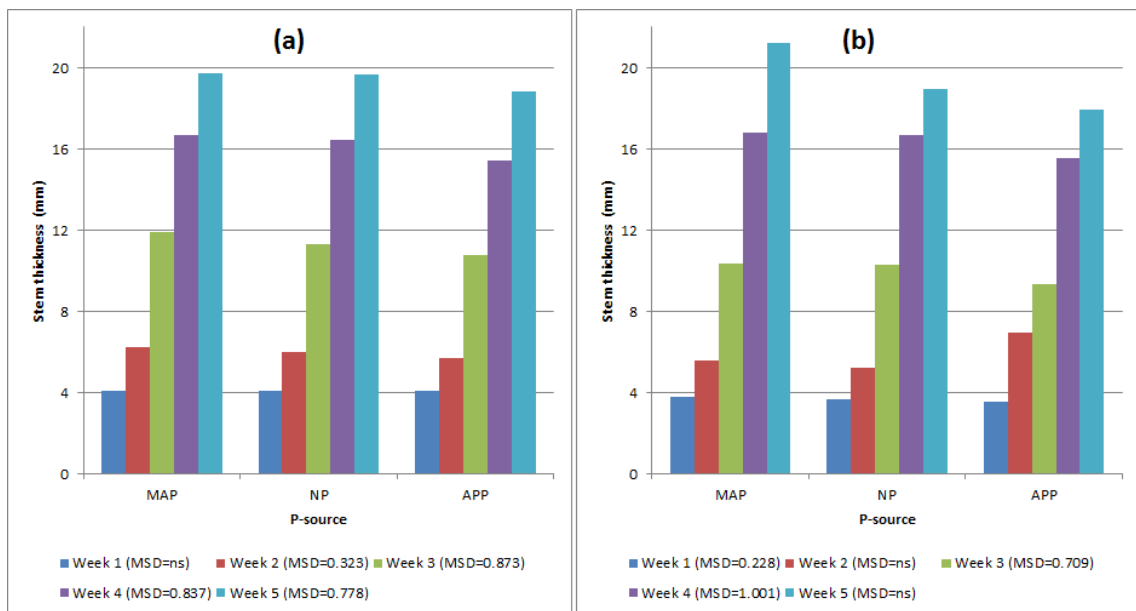 (a)
Stem thickness (mm)
20
16
12
8
4
0
MAP NP APP
P-source
Week 1 (MSD=ns) Week 2 (MSD=0.323) Week 3 (MSD=0.873)
Week 4 (MSD=0.837) Week 5 (MSD=0.778)
(b)
Stem thickness (mm)
20
16
12
8
4
0
MAP NP APP
P-source
Week 1 (MSD=0.228) Week 2 (MSD=ns) Week 3 (MSD=0.709)
Week 4 (MSD=1.001) Week 5 (MSD=ns)